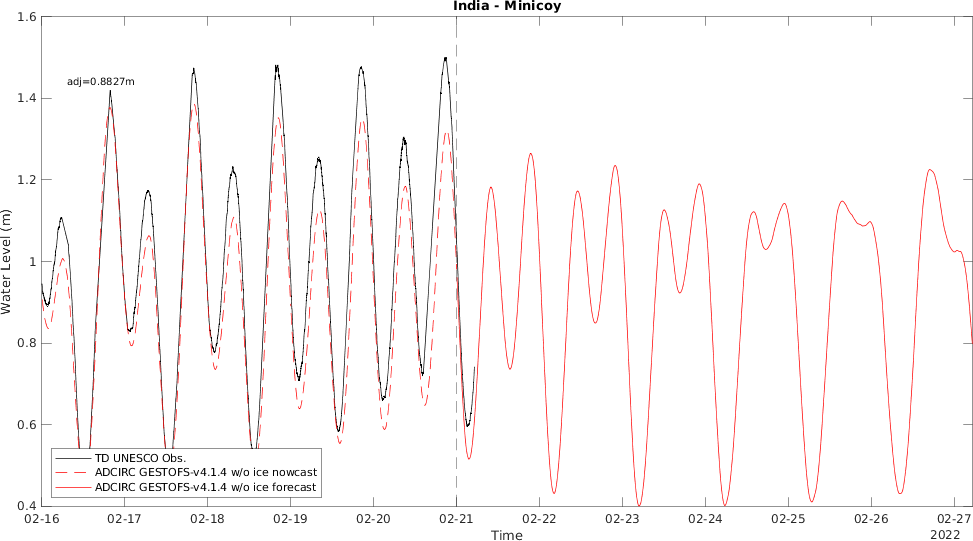 India - Minicoy
1.6
1.4
1.2
1
0.8
0.6
0.4
Water Level (m)
adj=0.8827m
TD UNESCO Obs.
ADCIRC GESTOFS-v4.1.4 w/o ice nowcast
ADCIRC GESTOFS-v4.1.4 w/o ice forecast
02-16 02-17 02-18 02-19 02-20 02-21 02-22 02-23 02-24 02-25 02-26 02-27
2022
Time